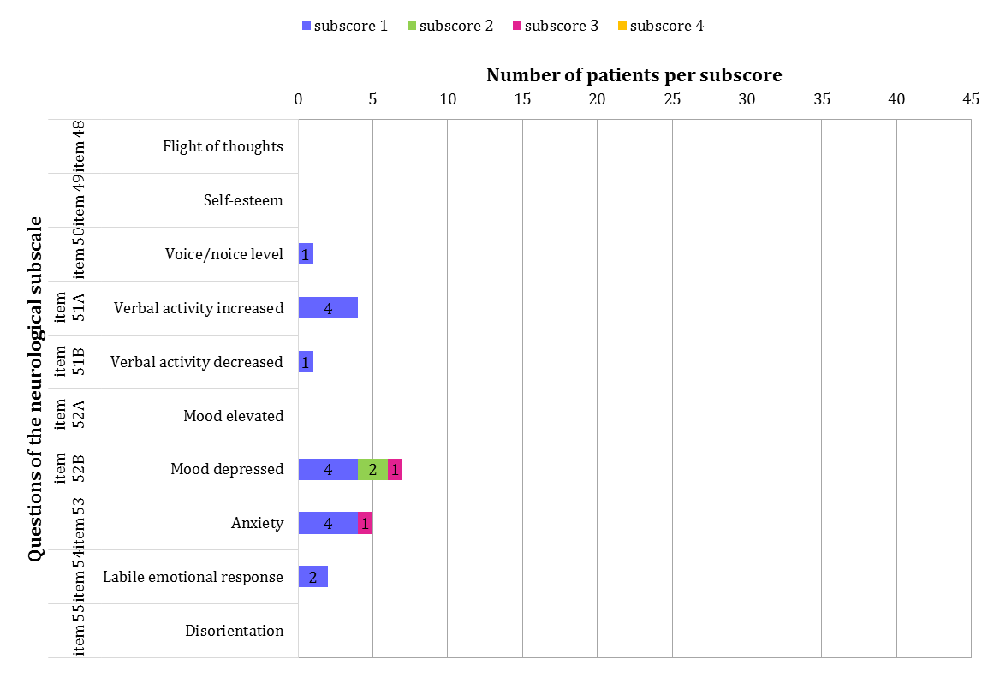 subscore 1 subscore 2 subscore 3 subscore 4
Number of patients per subscore
0 5 10 15 20 25 30 35 40 45
Questions of the neurological subscale
item 48 Flight of thoughts
item 49 Self-esteem
item 50 Voice/noice level 1
item 51A Verbal activity increased 4
item 51B Verbal activity decreased 1
item 52A Mood elevated
item 52B Mood depressed 4 2 1
item 53 Anxiety 4 1
item 54 Labile emotional response 2
item 55 Disorientation